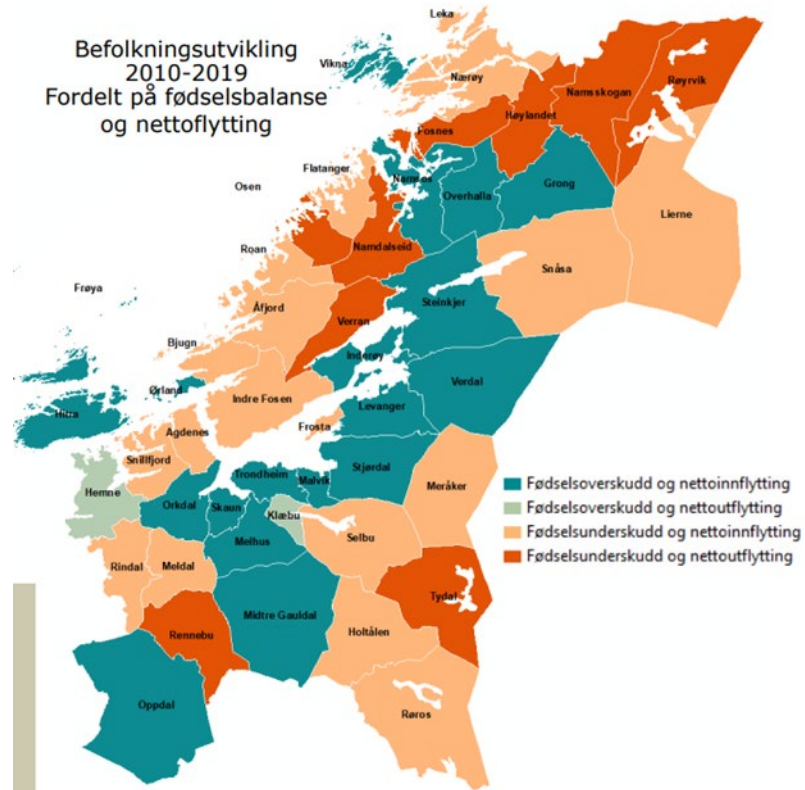 Befolkningsutvikling
2010-2019
Fordelt på fødselsbalanse
og nettoflytting
Leka
Vikna
Nærøy
Namsskogan
Røyrvik
Høylandet
Fosnes
Flatanger
Namsos
Overhalla
Grong
Osen
Lierne
Roan
Namdalseid
Snåsa
Frøya
Steinkjer
Åfjord
Verran
Bjugn
Inderøy
Ørland
Verdal
Hitra
Indre Fosen
Levanger
Frosta
Agdenes
Snillfjord
Stjørdal
Trondheim
Malvik
Meråker
Hemne
Orkdal
Skaun
Klæbu
Melhus
Selbu
Rindal
Meldal
Tydal
Midtre Gauldal
Holtålen
Rennebu
Oppdal
Røros
Fødselsoverskudd og nettoinnflytting
Fødselsoverskudd og nettoutflytting
Fødselsunderskudd og nettoinnflytting
Fødselsunderskudd og nettoutflytting